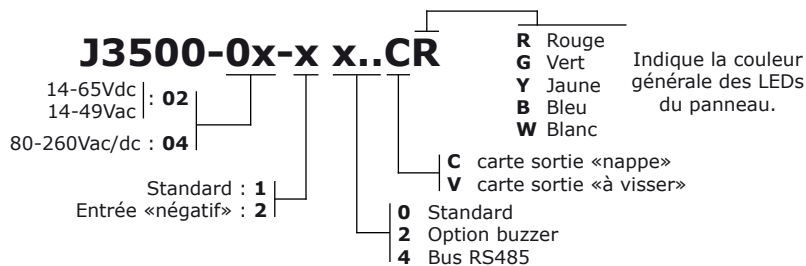 J3500-0x-x x..CR
R Rouge
G Vert
Y Jaune
B Bleu
W Blanc
Indique la couleur
générale des LEDs
du panneau.
14-65Vdc
14-49Vac
: 02
80-260Vac/dc : 04
C carte sortie «nappe»
V carte sortie «à visser»
Standard : 1
Entrée «négatif» : 2
0 Standard
2 Option buzzer
4 Bus RS485